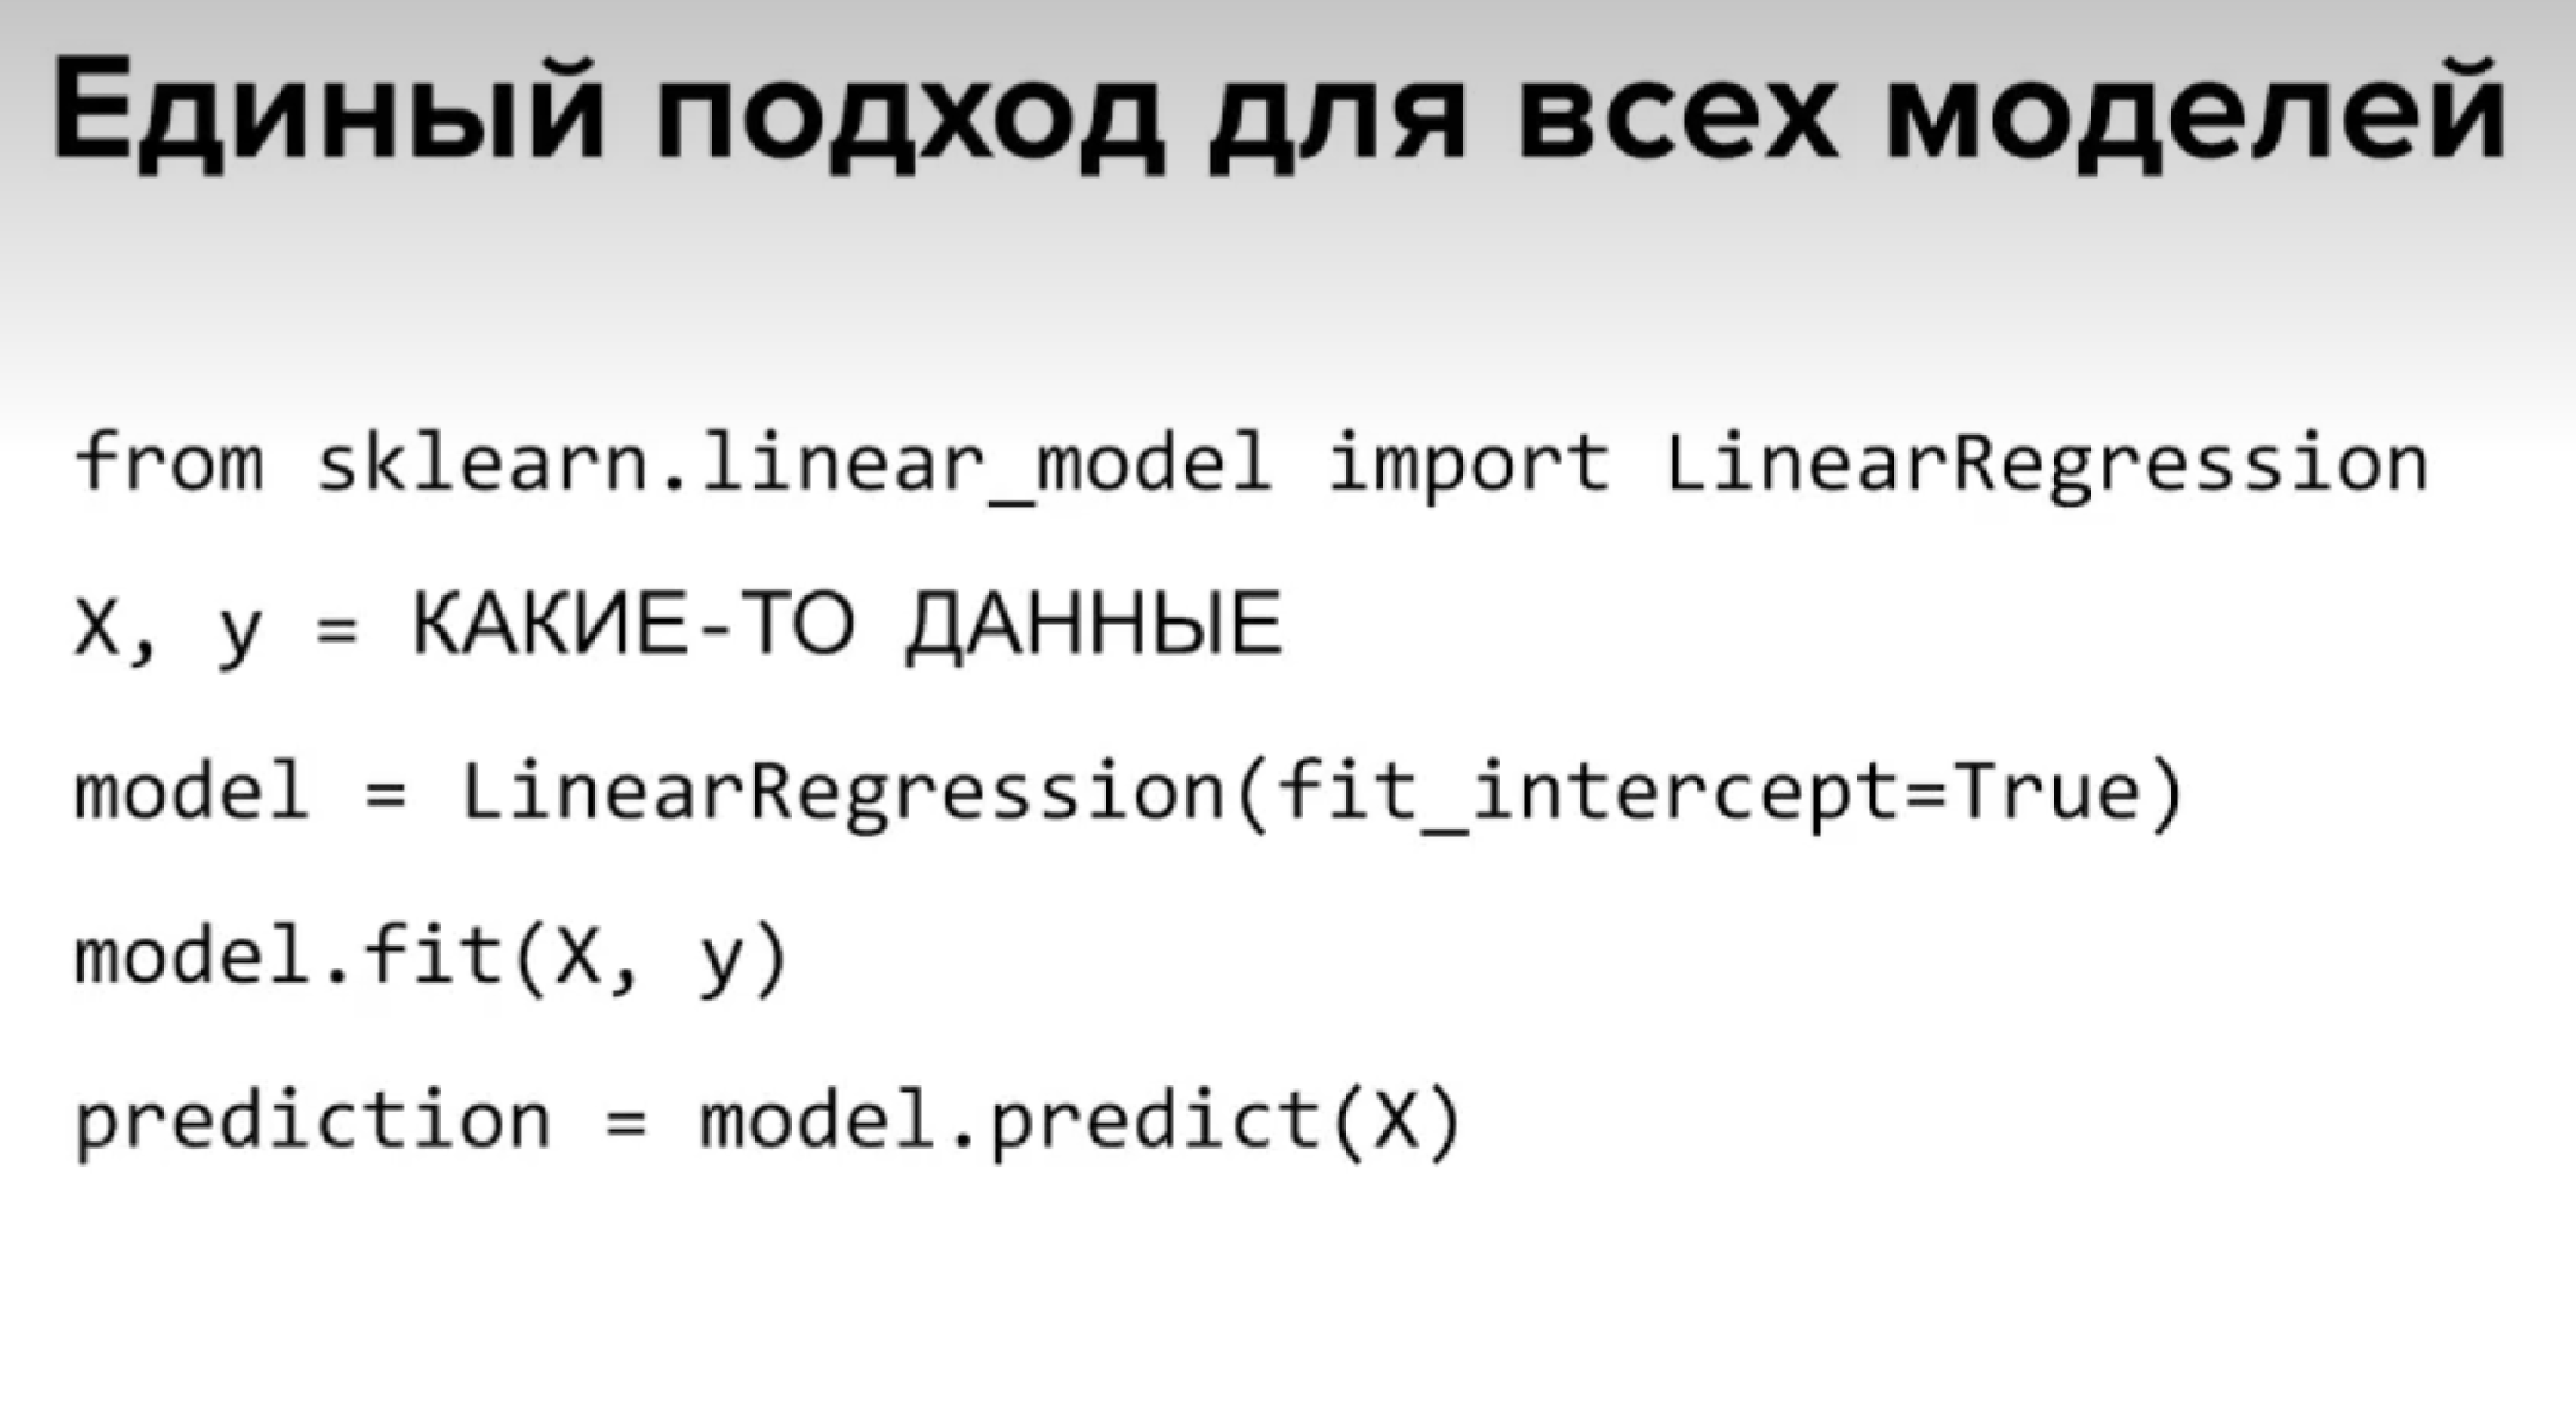 Единый подход для всех моделей
from sklearn.linear_model import LinearRegression
X, y = КАКИЕ-ТО ДАННЫЕ
model = LinearRegression(fit_intercept=True)
model.fit(X, y)
prediction = model.predict(X)